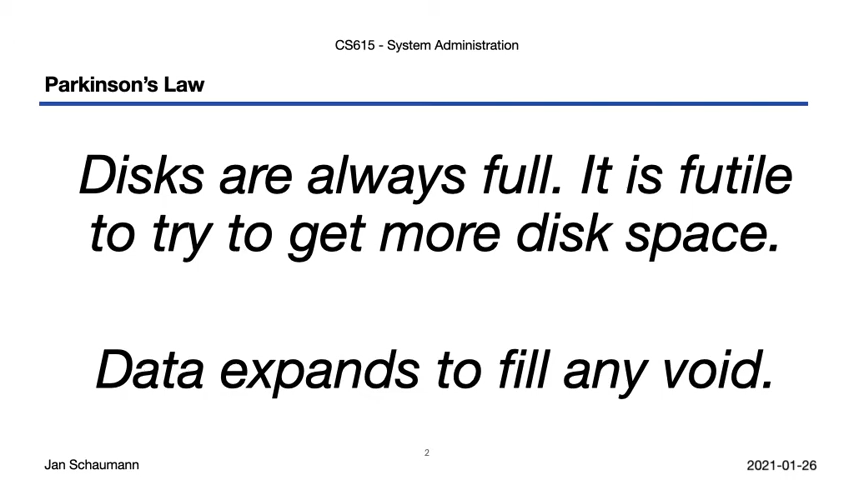 CS615 - System Administration
Parkinson's Law
Disks are always full. It is futile
to try to get more disk space.
Data expands to fill any void.
Jan Schaumann
2
2021-01-26